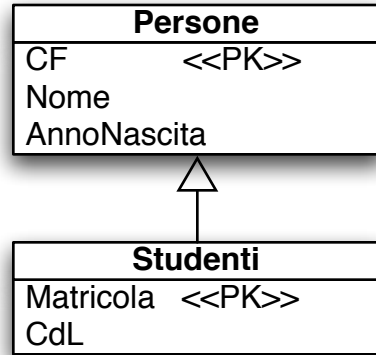 Persone
CF <<PK>>
Nome
AnnoNascita
Studenti
Matricola <<PK>>
CdL